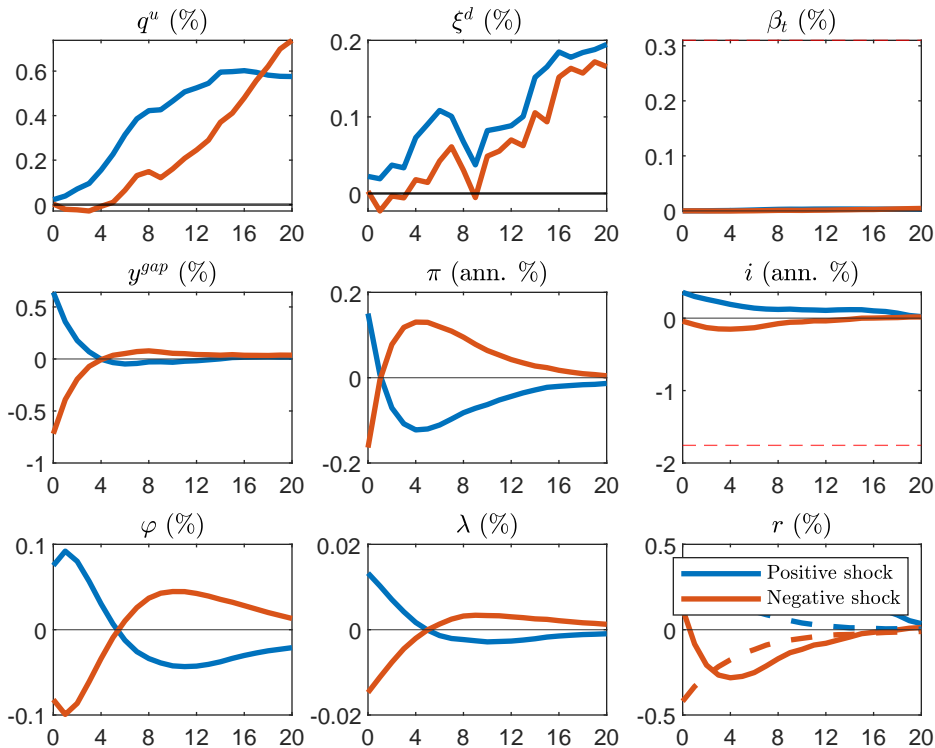 q^u (%)
ξ^d (%)
β_t (%)
0.6
0.4
0.2
0
0 4 8 12 16 20
0.2
0.1
0
0 4 8 12 16 20
0.3
0.2
0.1
0
0 4 8 12 16 20
y^gap (%)
π (ann. %)
i (ann. %)
0.5
0
-0.5
-1
0 4 8 12 16 20
0.2
0
-0.2
0 4 8 12 16 20
0
-1
-2
0 4 8 12 16 20
φ (%)
λ (%)
r (%)
0.1
0
-0.1
0 4 8 12 16 20
0.02
0
-0.02
0 4 8 12 16 20
0.5
0
-0.5
0 4 8 12 16 20
Positive shock
Negative shock